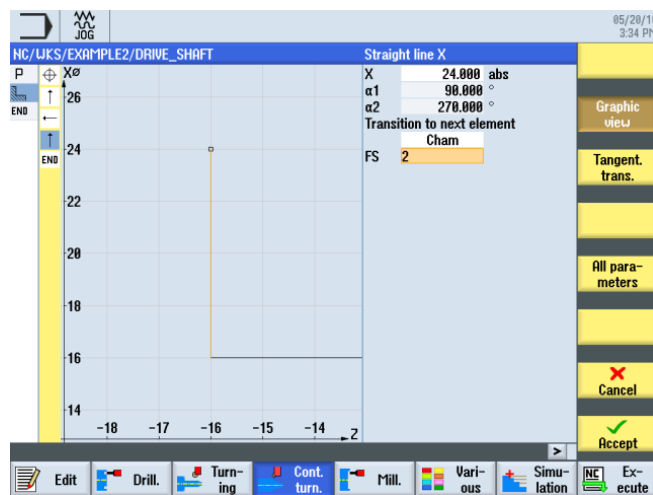 JOG
05/20/1
3:34 PM
NC/WKS/EXAMPLE2/DRIVE_SHAFT
Straight line X
P
END
END
XØ
26
24
22
20
18
16
14
-18 -17 -16 -15 -14 Z
X 24.000 abs
α1 90.000 °
α2 270.000 °
Transition to next element
Cham
FS 2
Graphic
view
Tangent.
trans.
All para-
meters
Cancel
Accept
>
Edit
Drill.
Turn-
ing
Cont.
turn.
Mill.
Vari-
ous
Simu-
lation
NC
Ex-
ecute